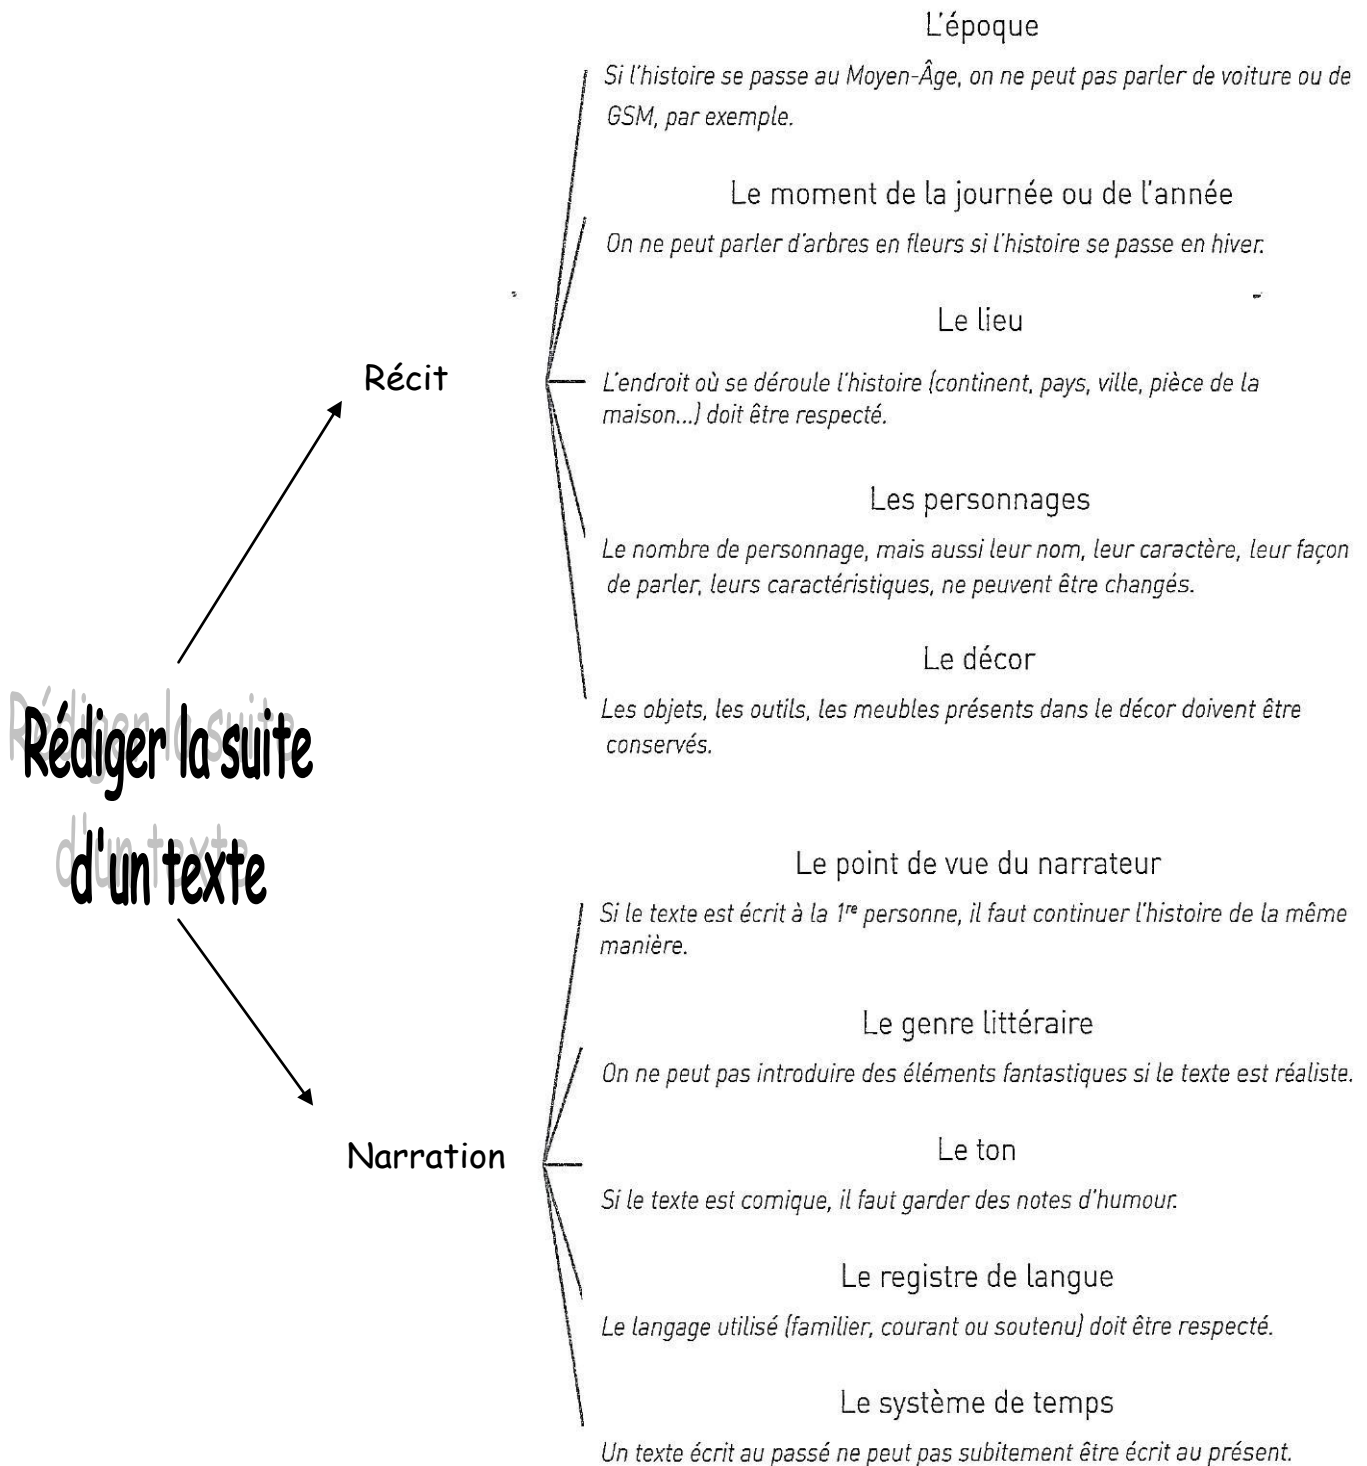 L'époque
Si l'histoire se passe au Moyen-Âge, on ne peut pas parler de voiture ou de
GSM, par exemple.
Le moment de la journée ou de l'année
On ne peut parler d'arbres en fleurs si l'histoire se passe en hiver.
Le lieu
Récit
L'endroit où se déroule l'histoire (continent, pays, ville, pièce de la
maison...) doit être respecté.
Les personnages
Le nombre de personnage, mais aussi leur nom, leur caractère, leur façon
de parler, leurs caractéristiques, ne peuvent être changés.
Le décor
Les objets, les outils, les meubles présents dans le décor doivent être
conservés.
Rédiger la suite
d'un texte
Le point de vue du narrateur
Si le texte est écrit à la 1re personne, il faut continuer l'histoire de la même
manière.
Le genre littéraire
On ne peut pas introduire des éléments fantastiques si le texte est réaliste.
Narration
Le ton
Si le texte est comique, il faut garder des notes d'humour.
Le registre de langue
Le langage utilisé (familier, courant ou soutenu) doit être respecté.
Le système de temps
Un texte écrit au passé ne peut pas subitement être écrit au présent.